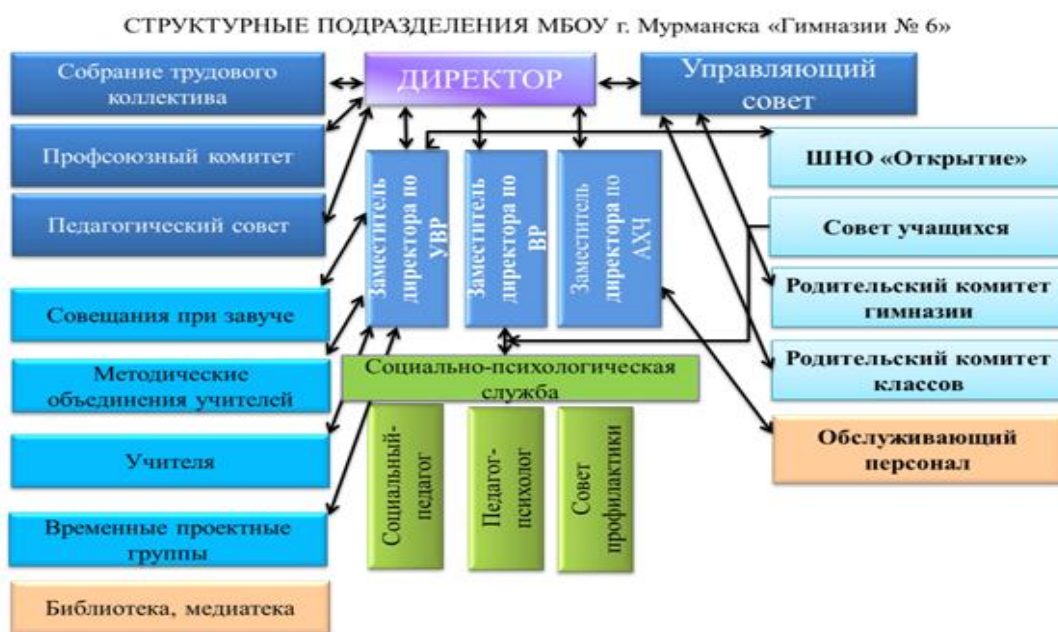 СТРУКТУРНЫЕ ПОДРАЗДЕЛЕНИЯ МБОУ г. Мурманска «Гимназии № 6»
Собрание трудового
коллектива
ДИРЕКТОР
Управляющий
совет
Профсоюзный комитет
Педагогический совет
Заместитель
директора по
УВР
Заместитель
директора по
ВР
Заместитель
директора по
АХЧ
ШНО «Открытие»
Совет учащихся
Родительский комитет
гимназии
Родительский комитет
классов
Обслуживающий
персонал
Совещания при завуче
Методические
объединения учителей
Учителя
Временные проектные
группы
Библиотека, медиатека
Социально-психологическая
служба
Социальный-
педагог
Педагог-
психолог
Совет
профилактики